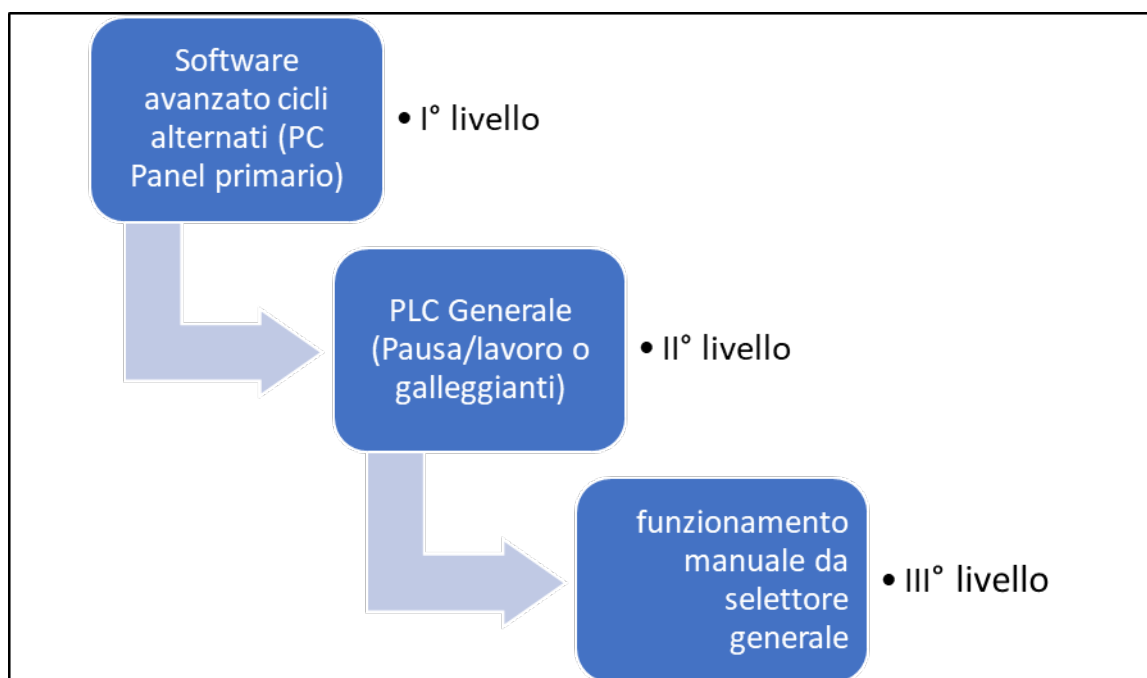 Software
avanzato cicli
alternati (PC
Panel primario)
• I° livello
PLC Generale
(Pausa/lavoro o
galleggianti)
• II° livello
funzionamento
manuale da
selettore
generale
• III° livello